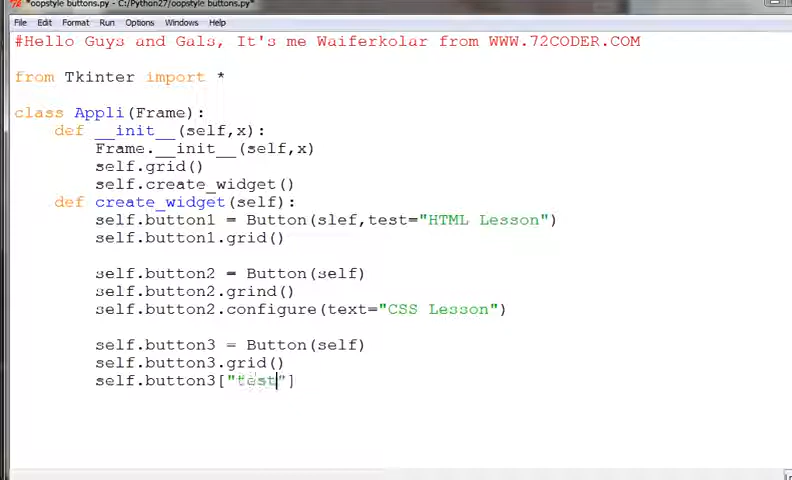 *oopstyle buttons.py - C:/Python27/oopstyle buttons.py*
File Edit Format Run Options Windows Help
#Hello Guys and Gals, It's me Waiferkolar from WWW.72CODER.COM
from Tkinter import *
class Appli(Frame):
def __init__(self,x):
Frame.__init__(self,x)
self.grid()
self.create_widget()
def create_widget(self):
self.button1 = Button(slef,test="HTML Lesson")
self.button1.grid()
self.button2 = Button(self)
self.button2.grind()
self.button2.configure(text="CSS Lesson")
self.button3 = Button(self)
self.button3.grid()
self.button3["test"]